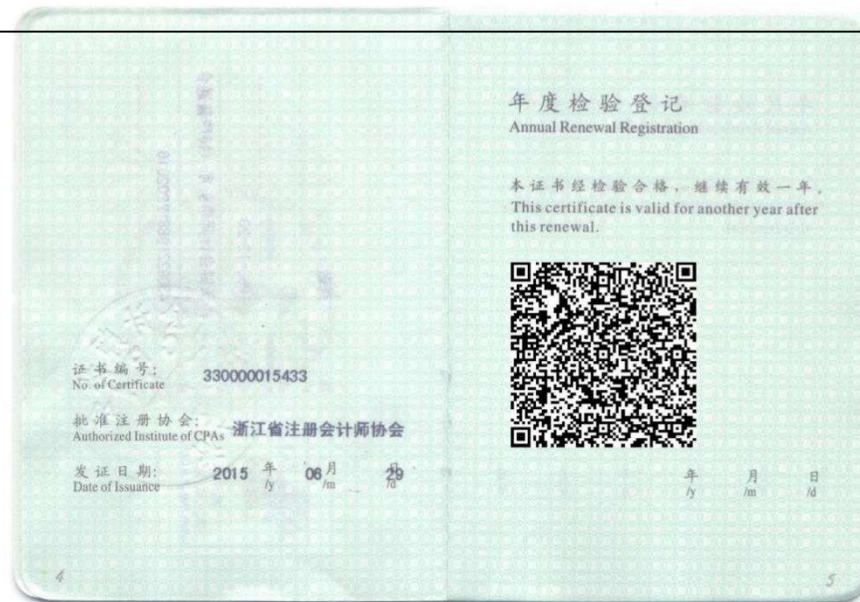 证书编号:
No. of Certificate
330000015433
批准注册协会:
Authorized Institute of CPAs
浙江省注册会计师协会
发证日期:
Date of Issuance
2015 年 06 月 29 日
/y /m /d
4
年度检验登记
Annual Renewal Registration
本证书经检验合格，继续有效一年。
This certificate is valid for another year after
this renewal.
年 月 日
/y /m /d
5